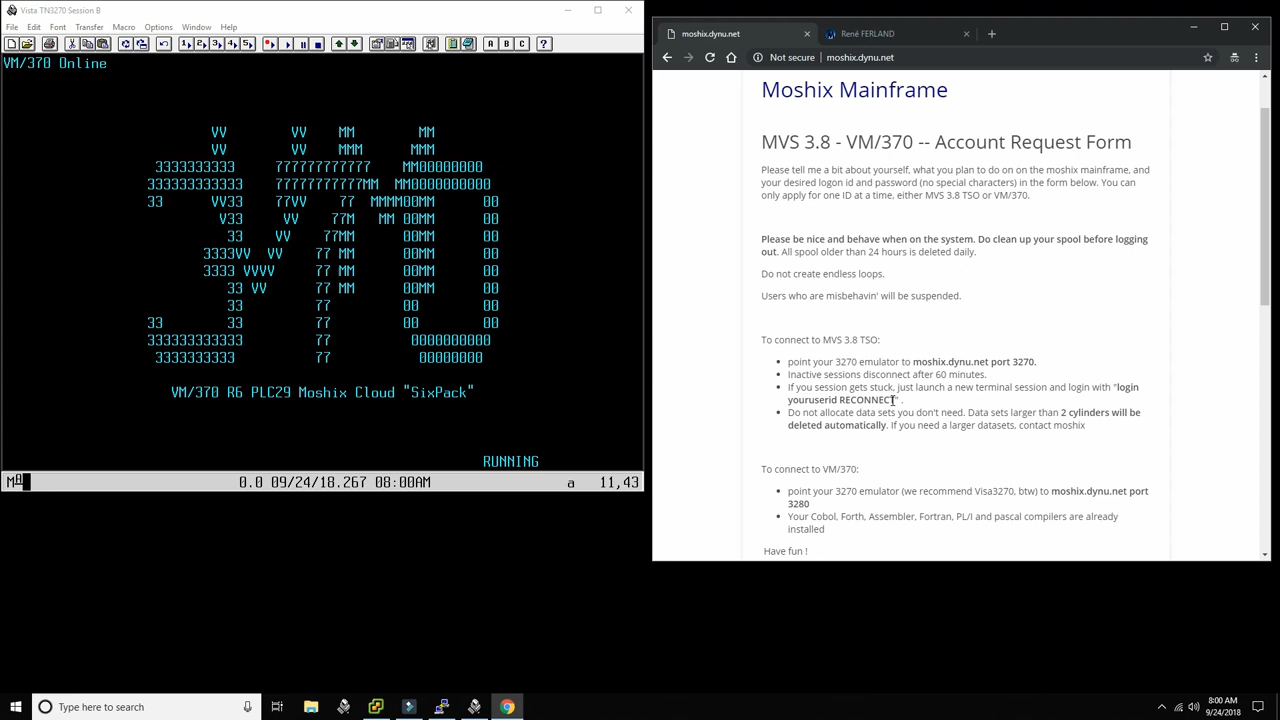 Vista TN3270 Session B
File Edit Font Transfer Macro Options Window Help
A B C ?
VM/370 Online
VV VV MM MM
VV VV MMM MMM
3333333333 777777777777 MM00000000
333333333333 77777777777MM MM0000000000
33 VV33 77VV 77 MMMM00MM 00
V33 VV 77M MM 00MM 00
33 VV 77MM 00MM 00
3333VV VV 77 MM 00MM 00
3333 VVVV 77 MM 00MM 00
33 VV 77 MM 00MM 00
33 77 00 00
33 33 77 00 00
333333333333 77 0000000000
3333333333 77 00000000
VM/370 R6 PLC29 Moshix Cloud "SixPack"
RUNNING
M 0.0 09/24/18.267 08:00AM a 11,43
moshix.dynu.net
René FERLAND
Not secure | moshix.dynu.net
Moshix Mainframe
MVS 3.8 - VM/370 -- Account Request Form
Please tell me a bit about yourself, what you plan to do on on the moshix mainframe, and
your desired logon id and password (no special characters) in the form below. You can
only apply for one ID at a time, either MVS 3.8 TSO or VM/370.
Please be nice and behave when on the system. Do clean up your spool before logging
out. All spool older than 24 hours is deleted daily.
Do not create endless loops.
Users who are misbehavin' will be suspended.
To connect to MVS 3.8 TSO:
• point your 3270 emulator to moshix.dynu.net port 3270.
• Inactive sessions disconnect after 60 minutes.
• If you session gets stuck, just launch a new terminal session and login with "login
youruserid RECONNECT" .
• Do not allocate data sets you don't need. Data sets larger than 2 cylinders will be
deleted automatically. If you need a larger datasets, contact moshix
To connect to VM/370:
• point your 3270 emulator (we recommend Visa3270, btw) to moshix.dynu.net port
3280
• Your Cobol, Forth, Assembler, Fortran, PL/I and pascal compilers are already
installed
Have fun !
Type here to search
8:00 AM
9/24/2018